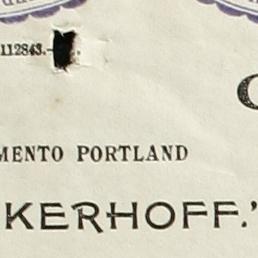 112843.-
MENTO PORTLAND
KERHOFF."